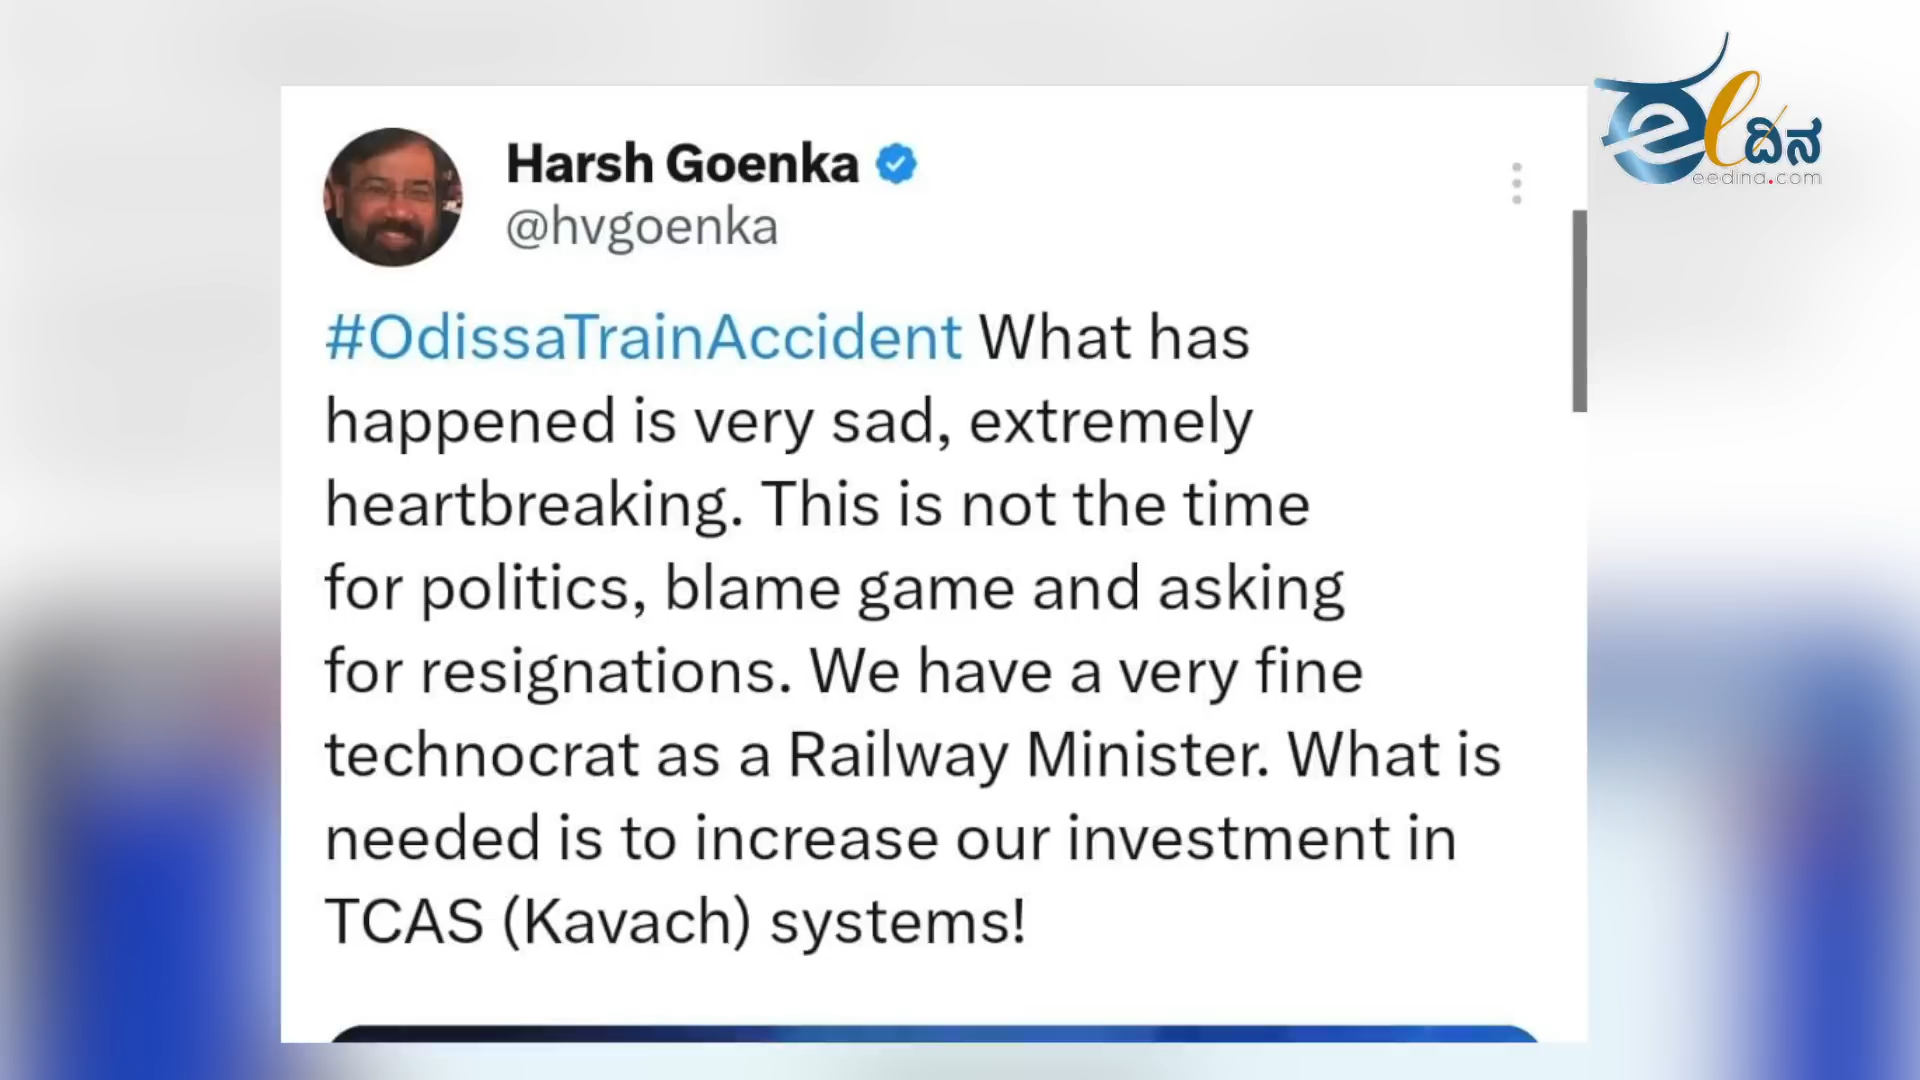 Harsh Goenka
@hvgoenka
#OdissaTrainAccident What has
happened is very sad, extremely
heartbreaking. This is not the time
for politics, blame game and asking
for resignations. We have a very fine
technocrat as a Railway Minister. What is
needed is to increase our investment in
TCAS (Kavach) systems!
eeದಿನ
eedina.com